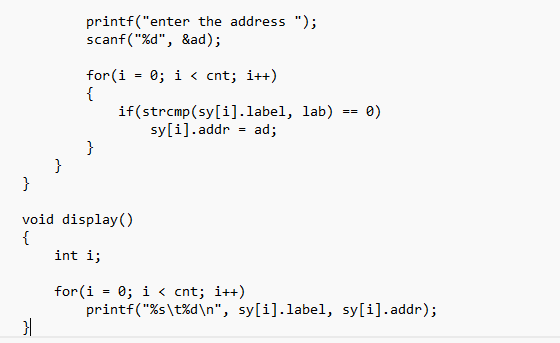 printf("enter the address ");
        scanf("%d", &ad);

        for(i = 0; i < cnt; i++)
        {
            if(strcmp(sy[i].label, lab) == 0)
                sy[i].addr = ad;
        }
    }
}

void display()
{
    int i;

    for(i = 0; i < cnt; i++)
        printf("%s\t%d\n", sy[i].label, sy[i].addr);
}